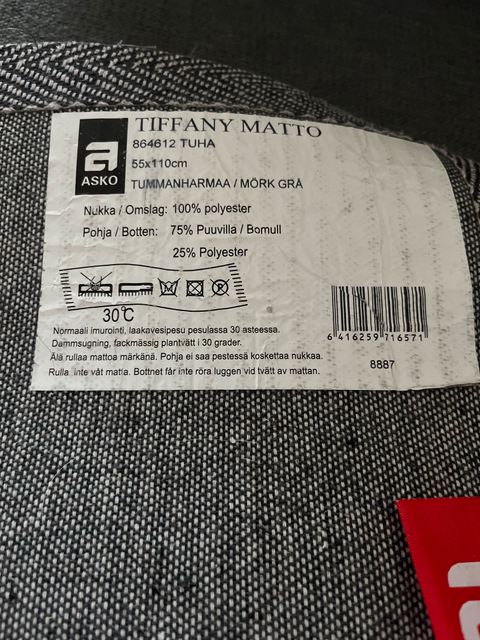 TIFFANY MATTO
864612 TUHA
55x110cm
TUMMANHARMAA / MÖRK GRÅ
a
ASKO
Nukka / Omslag: 100% polyester
Pohja / Botten: 75% Puuvilla / Bomull
25% Polyester
30°C
Normaali imurointi, laakavesipesu pesulassa 30 asteessa.
Dammsugning, fackmässig plantvätt i 30 grader.
Älä rullaa mattoa märkänä. Pohja ei saa pestessä koskettaa nukkaa.
Rulla inte våt matta. Bottnet får inte röra luggen vid tvätt av mattan.
6 416259 716571
8887
a